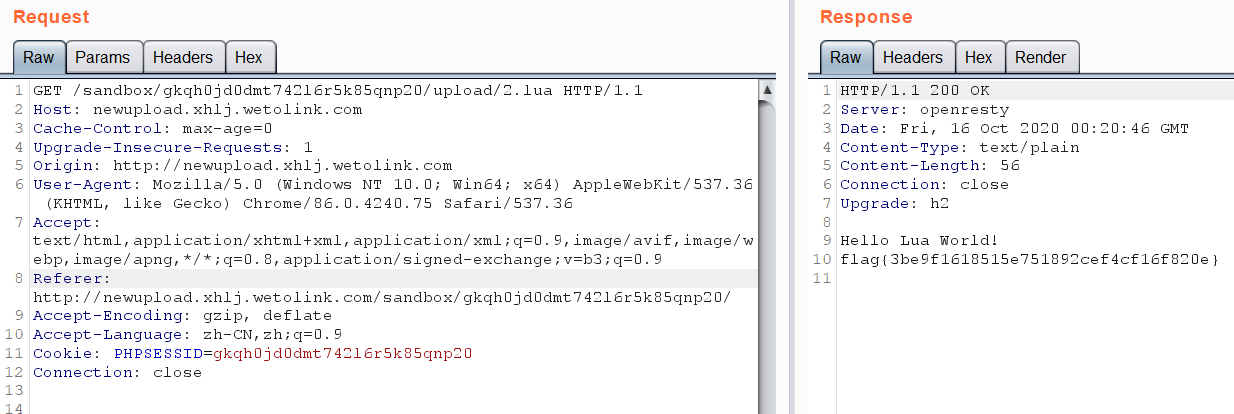 Request
Raw Params Headers Hex
1 GET /sandbox/gkqh0jd0dmt742l6r5k85qnp20/upload/2.lua HTTP/1.1
2 Host: newupload.xhlj.wetolink.com
3 Cache-Control: max-age=0
4 Upgrade-Insecure-Requests: 1
5 Origin: http://newupload.xhlj.wetolink.com
6 User-Agent: Mozilla/5.0 (Windows NT 10.0; Win64; x64) AppleWebKit/537.36
(KHTML, like Gecko) Chrome/86.0.4240.75 Safari/537.36
7 Accept:
text/html,application/xhtml+xml,application/xml;q=0.9,image/avif,image/w
ebp,image/apng,*/*;q=0.8,application/signed-exchange;v=b3;q=0.9
8 Referer:
http://newupload.xhlj.wetolink.com/sandbox/gkqh0jd0dmt742l6r5k85qnp20/
9 Accept-Encoding: gzip, deflate
10 Accept-Language: zh-CN,zh;q=0.9
11 Cookie: PHPSESSID=gkqh0jd0dmt742l6r5k85qnp20
12 Connection: close
13
14
Response
Raw Headers Hex Render
1 HTTP/1.1 200 OK
2 Server: openresty
3 Date: Fri, 16 Oct 2020 00:20:46 GMT
4 Content-Type: text/plain
5 Content-Length: 56
6 Connection: close
7 Upgrade: h2
8
9 Hello Lua World!
10 flag{3be9f1618515e751892cef4cf16f820e}
11